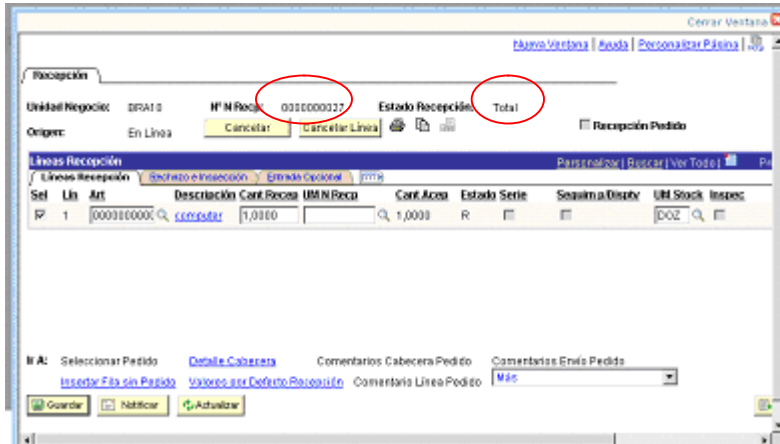 Cerrar Ventana
Nueva Ventana | Ayuda | Personalizar Página |
Recepción
Unidad Negocio: BRA10 Nº N Recp: 0000000027 Estado Recepción: Total
Origen: En Línea Cancelar Cancelar Línea Recepción Pedido
Líneas Recepción Personalizar | Buscar | Ver Todo |
Líneas Recepción Rechazo e Inspección Entrada Opcional
Sel Lin Art Descripción Cant Recep UM N Recp Cant Acep Estado Serie Seguim p/Dispty UM Stock Inspec
1 000000000 computer 1,0000 1,0000 R DOZ
Ir A: Seleccionar Pedido Detalle Cabecera Comentarios Cabecera Pedido Comentarios Envío Pedido
Insertar Fila sin Pedido Valores por Defecto Recepción Comentario Línea Pedido Más
Guardar Notificar Actualizar